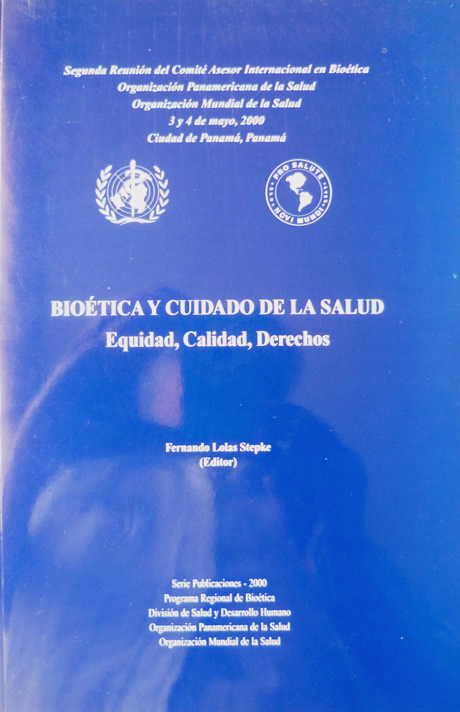 Segunda Reunión del Comité Asesor Internacional en Bioética
Organización Panamericana de la Salud
Organización Mundial de la Salud
3 y 4 de mayo, 2000
Ciudad de Panamá, Panamá
PRO SALUTE
NOVI MUNDI
BIOÉTICA Y CUIDADO DE LA SALUD
Equidad, Calidad, Derechos
Fernando Lolas Stepke
(Editor)
Serie Publicaciones - 2000
Programa Regional de Bioética
División de Salud y Desarrollo Humano
Organización Panamericana de la Salud
Organización Mundial de la Salud